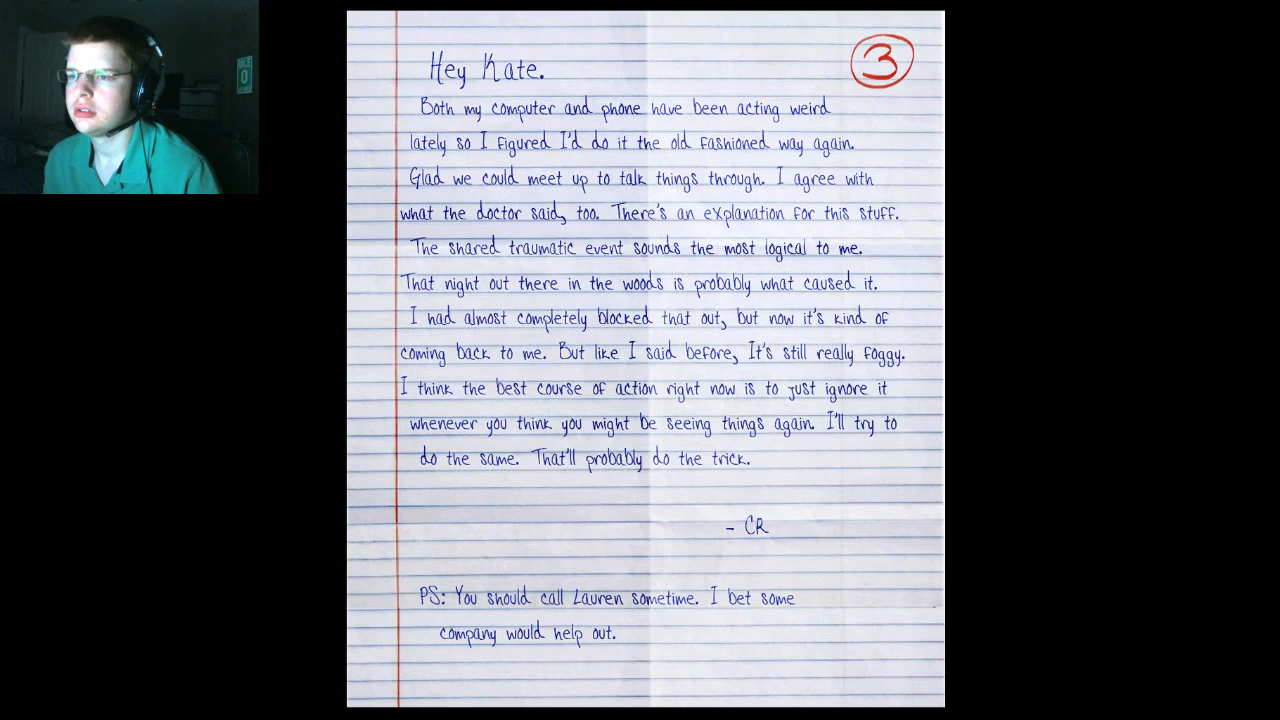 Hey Kate.
3
Both my computer and phone have been acting weird
lately so I figured I'd do it the old fashioned way again.
Glad we could meet up to talk things through. I agree with
what the doctor said, too. There's an explanation for this stuff.
The shared traumatic event sounds the most logical to me.
That night out there in the woods is probably what caused it.
I had almost completely blocked that out, but now it's kind of
coming back to me. But like I said before, It's still really foggy.
I think the best course of action right now is to just ignore it
whenever you think you might be seeing things again. I'll try to
do the same. That'll probably do the trick.
- CR
PS: You should call Lauren sometime. I bet some
company would help out.